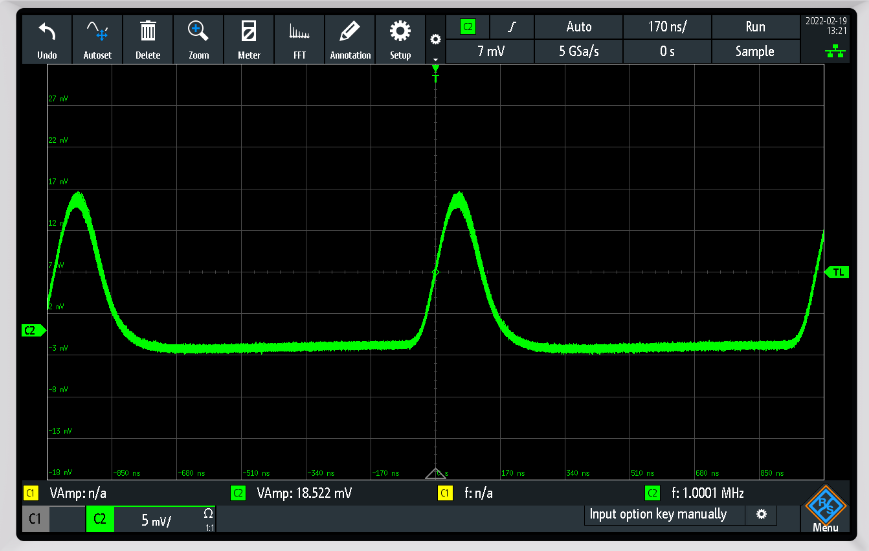 Undo
Autoset
Delete
Zoom
Meter
FFT
Annotation
Setup
C2
Auto
170 ns/
Run
7 mV
5 GSa/s
0 s
Sample
2022-02-19
13:21
T
27 mV
22 mV
17 mV
12 mV
7 mV
TL
2 mV
C2
-3 mV
-8 mV
-13 mV
-18 mV
-850 ns
-680 ns
-510 ns
-340 ns
-170 ns
0 s
170 ns
340 ns
510 ns
680 ns
850 ns
C1 VAmp: n/a
C2 VAmp: 18.522 mV
C1 f: n/a
C2 f: 1.0001 MHz
C1
C2
5 mV/
Ω
1:1
Input option key manually
Menu